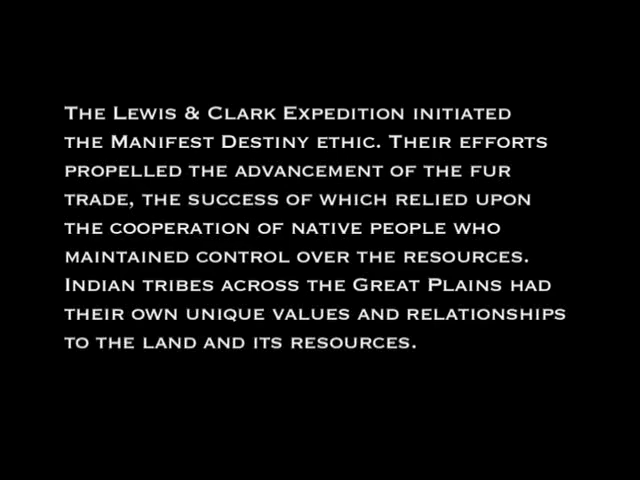 The Lewis & Clark Expedition initiated
the Manifest Destiny ethic. Their efforts
propelled the advancement of the fur
trade, the success of which relied upon
the cooperation of native people who
maintained control over the resources.
Indian tribes across the Great Plains had
their own unique values and relationships
to the land and its resources.